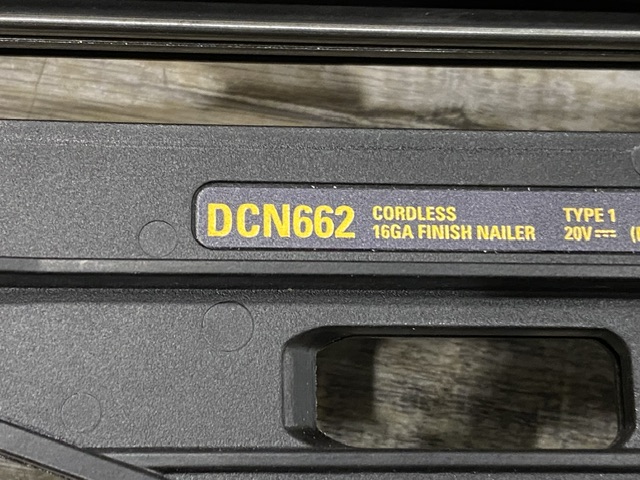 DCN662
CORDLESS
16GA FINISH NAILER
TYPE 1
20V⎓